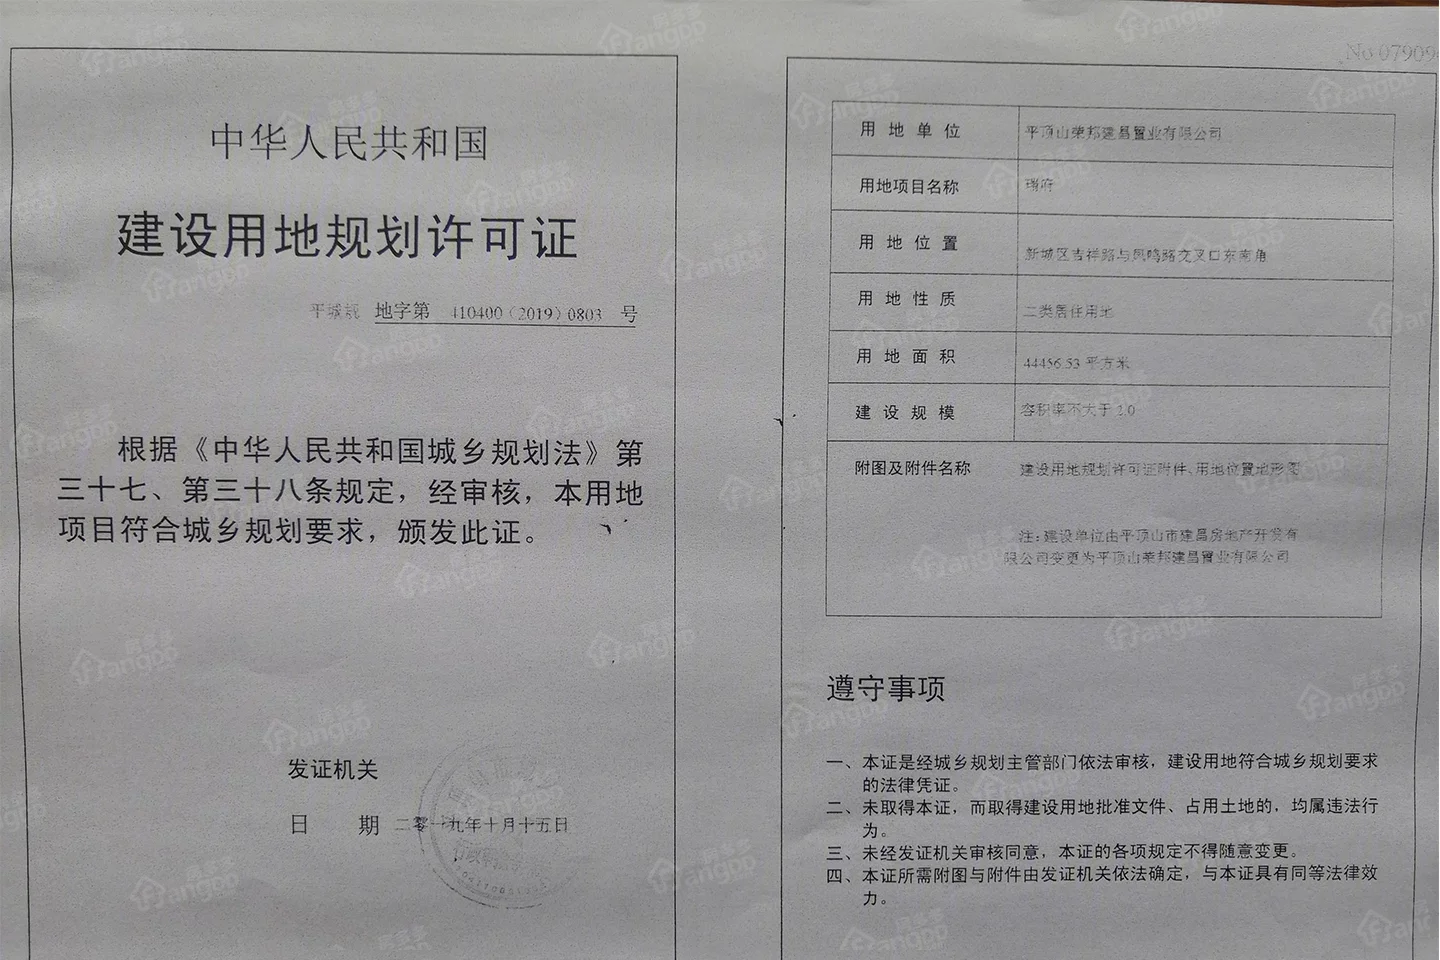 中华人民共和国
建设用地规划许可证
平城规 地字第 410400（2019）0803 号
根据《中华人民共和国城乡规划法》第
三十七、第三十八条规定，经审核，本用地
项目符合城乡规划要求，颁发此证。
发证机关
日 期 二零一九年十月十五日
No 07909
用地单位 平顶山荣邦建昌置业有限公司
用地项目名称 瑞府
用地位置 新城区吉祥路与凤鸣路交叉口东南角
用地性质 二类居住用地
用地面积 44456.53 平方米
建设规模 容积率不大于 2.0
附图及附件名称 建设用地规划许可证附件、用地位置地形图
注：建设单位由平顶山市建昌房地产开发有
限公司变更为平顶山荣邦建昌置业有限公司
遵守事项
一、本证是经城乡规划主管部门依法审核，建设用地符合城乡规划要求
的法律凭证。
二、未取得本证，而取得建设用地批准文件、占用土地的，均属违法行
为。
三、未经发证机关审核同意，本证的各项规定不得随意变更。
四、本证所需附图与附件由发证机关依法确定，与本证具有同等法律效
力。
房多多
Fangdd